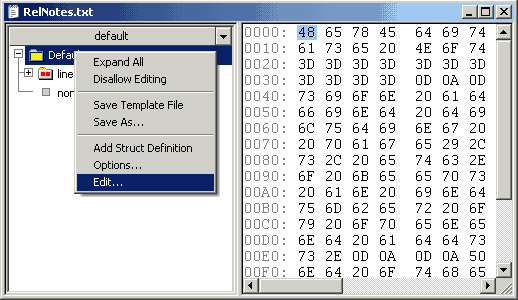 RelNotes.txt
default
Default
line
non
Expand All
Disallow Editing
Save Template File
Save As...
Add Struct Definition
Options...
Edit...
0000: 48 65 78 45 64 69 74
0010: 61 73 65 20 4E 6F 74
0020: 3D 3D 3D 3D 3D 3D 3D
0030: 3D 3D 3D 3D 0D 0A 0D
0040: 73 69 6F 6E 20 61 64
0050: 66 69 6E 64 20 64 69
0060: 6C 75 64 69 6E 67 20
0070: 20 70 61 67 65 29 2C
0080: 73 2C 20 65 74 63 2E
0090: 6F 20 6B 65 65 70 73
00A0: 20 61 6E 20 69 6E 64
00B0: 75 6D 62 65 72 20 6F
00C0: 79 20 6F 70 65 6E 65
00D0: 6E 64 20 61 64 64 73
00E0: 73 2E 0D 0A 0D 0A 50
00F0: 6E 64 20 6F 74 68 65